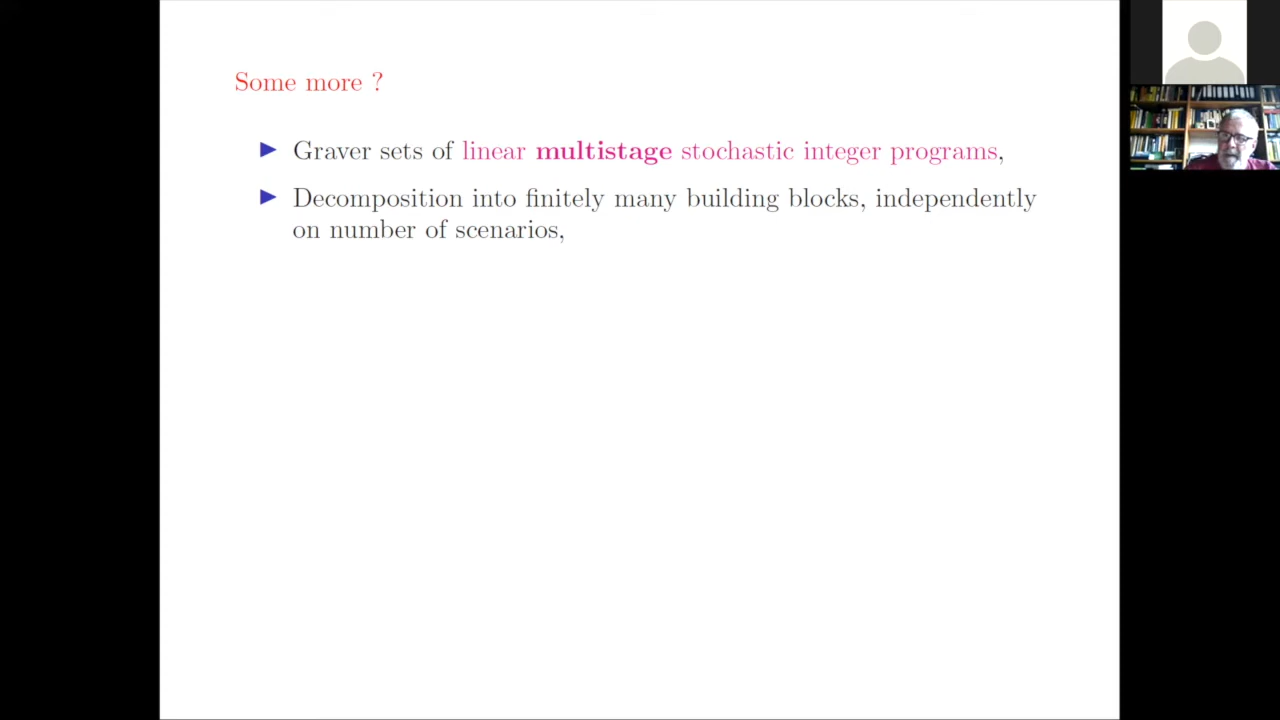 Some more ?
▶ Graver sets of linear multistage stochastic integer programs,
▶ Decomposition into finitely many building blocks, independently
on number of scenarios,